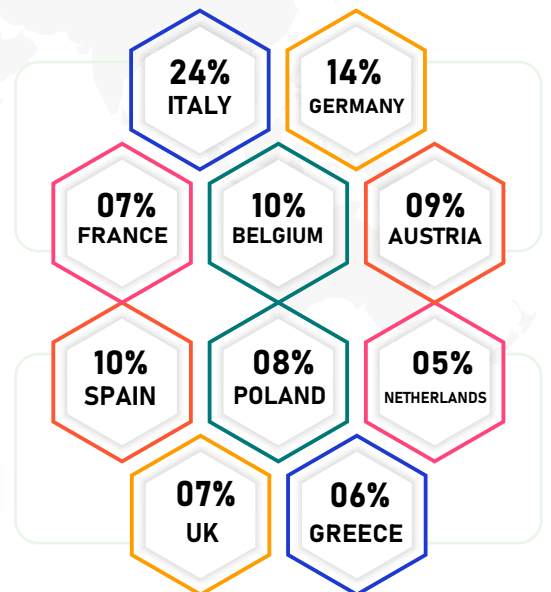 24%
ITALY
14%
GERMANY
07%
FRANCE
10%
BELGIUM
09%
AUSTRIA
10%
SPAIN
08%
POLAND
05%
NETHERLANDS
07%
UK
06%
GREECE